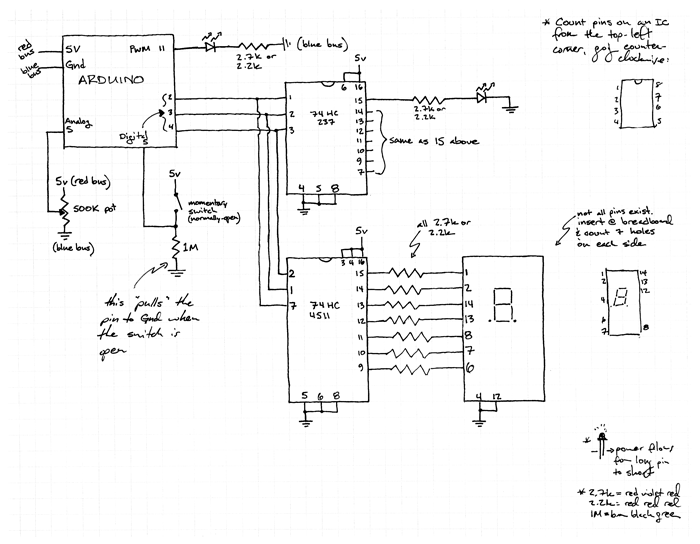 red bus
blue bus
5V
Gnd
PWM 11
ARDUINO
Analog
5
Digital
5
2
3
4
2.7k or
2.2k
(blue bus)
5v (red bus)
500K pot
(blue bus)
5v
momentary
switch
(normally-open)
1M
this "pulls" the
pin to Gnd when
the switch is
open
5v
6 16
1
2
3
74HC
237
15
14
13
12
11
10
9
7
4 5 8
2.7k or
2.2k
same as 15 above
* Count pins on an IC
from the top-left
corner, goi counter-
clockwise:
1
2
3
4
8
7
6
5
5v
3 4 16
2
1
7
74HC
4511
15
14
13
12
11
10
9
5 6 8
all 2.7k or
2.2k
1
2
14
13
8
7
6
4 12
not all pins exist.
insert @ breadboard
& count 7 holes
on each side
1
2
4
6
7
14
13
12
8
* power flows
from long pin
to short
* 2.7k = red violet red
2.2k = red red red
1M = brn black green